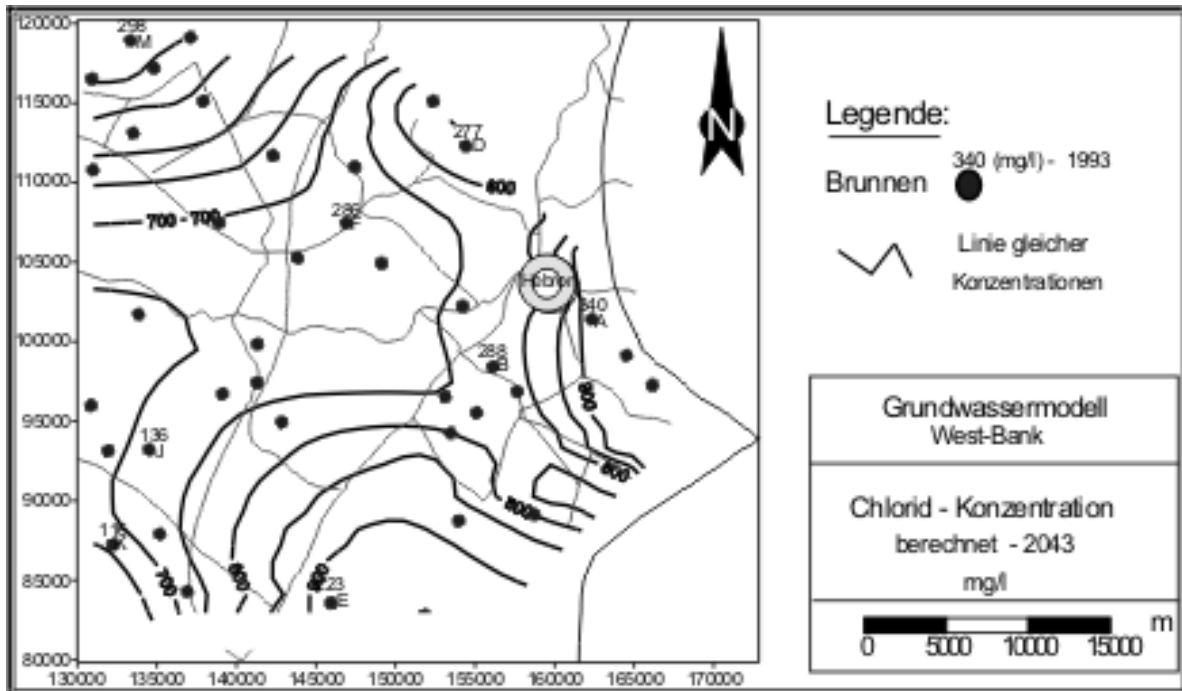 120000
115000
110000
105000
100000
95000
90000
85000
80000
130000 135000 140000 145000 150000 155000 160000 165000 170000
298
M
277
D
600
700 - 700
286
F
Hebron
340
A
288
B
800
136
J
600
800
K
700
600
223
E
N
Legende:
340 (mg/l) - 1993
Brunnen
Linie gleicher
Konzentrationen
Grundwassermodell
West-Bank
Chlorid - Konzentration
berechnet - 2043
mg/l
0 5000 10000 15000 m